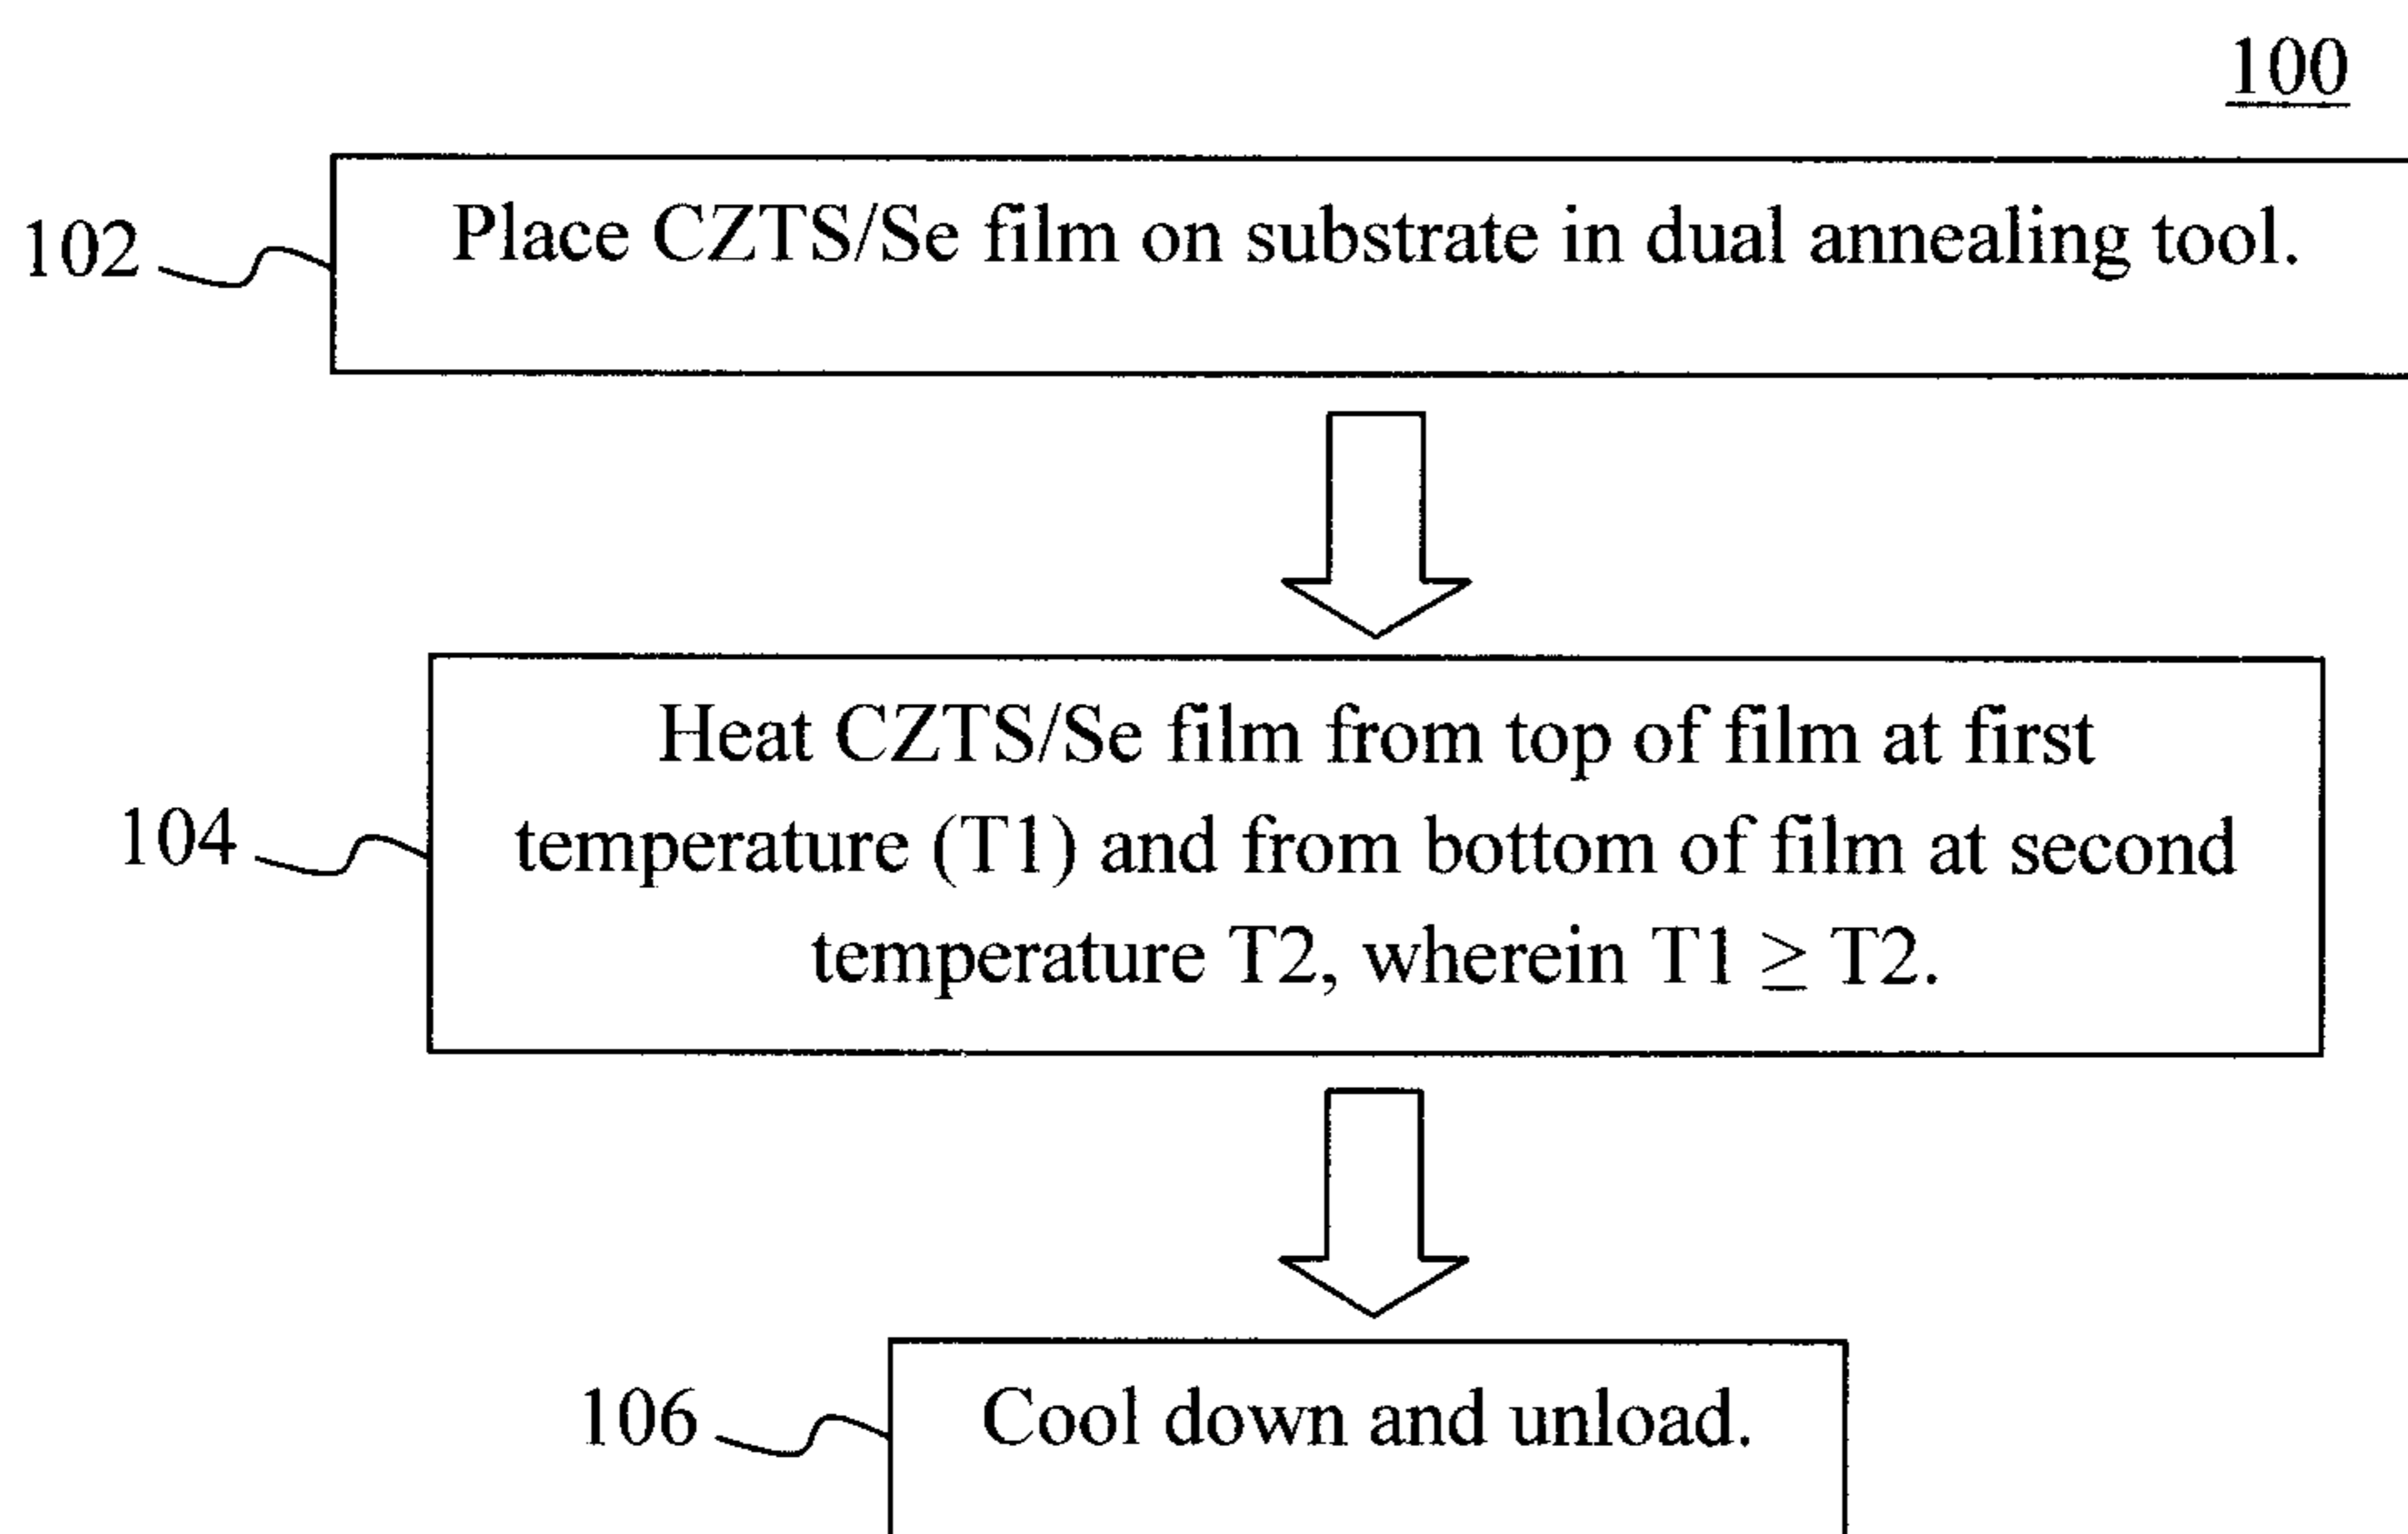 100
102
Place CZTS/Se film on substrate in dual annealing tool.
104
Heat CZTS/Se film from top of film at first
temperature (T1) and from bottom of film at second
temperature T2, wherein T1 ≥ T2.
106
Cool down and unload.